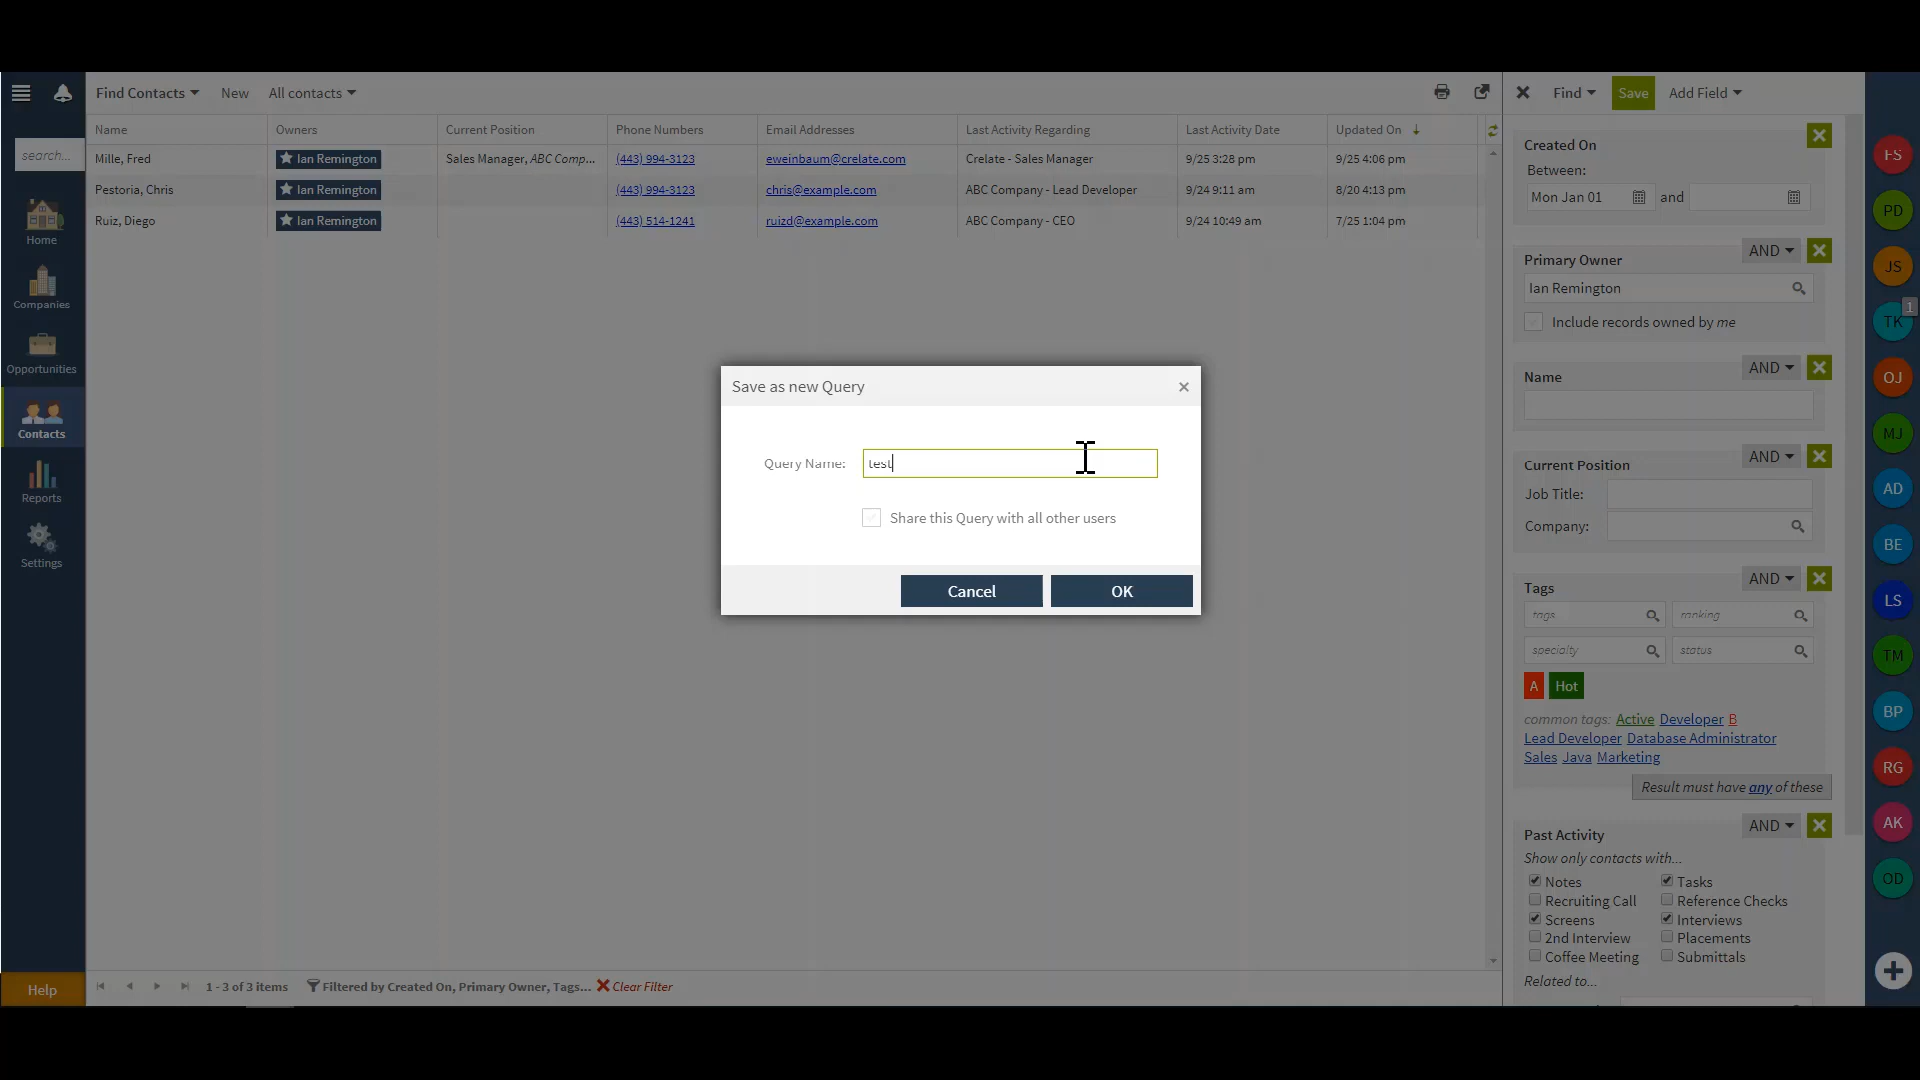 Find Contacts New All contacts
Find Save Add Field
search...
Home
Companies
Opportunities
Contacts
Reports
Settings
Help
Name Owners Current Position Phone Numbers Email Addresses Last Activity Regarding Last Activity Date Updated On
Mille, Fred Ian Remington Sales Manager, ABC Comp... (443) 994-3123 eweinbaum@crelate.com Crelate - Sales Manager 9/25 3:28 pm 9/25 4:06 pm
Pestoria, Chris Ian Remington (443) 994-3123 chris@example.com ABC Company - Lead Developer 9/24 9:11 am 8/20 4:13 pm
Ruiz, Diego Ian Remington (443) 514-1241 ruizd@example.com ABC Company - CEO 9/24 10:49 am 7/25 1:04 pm
Save as new Query
Query Name: test
Share this Query with all other users
Cancel OK
1 - 3 of 3 items Filtered by Created On, Primary Owner, Tags... Clear Filter
Created On
Between:
Mon Jan 01 and
AND
Primary Owner
Ian Remington
Include records owned by me
AND
Name
AND
Current Position
Job Title:
Company:
AND
Tags
tags ranking
specialty status
A Hot
common tags: Active Developer B
Lead Developer Database Administrator
Sales Java Marketing
Result must have any of these
AND
Past Activity
Show only contacts with...
Notes Tasks
Recruiting Call Reference Checks
Screens Interviews
2nd Interview Placements
Coffee Meeting Submittals
Related to...
FS
PD
JS
TK 1
OJ
MJ
AD
BE
LS
TM
BP
RG
AK
OD